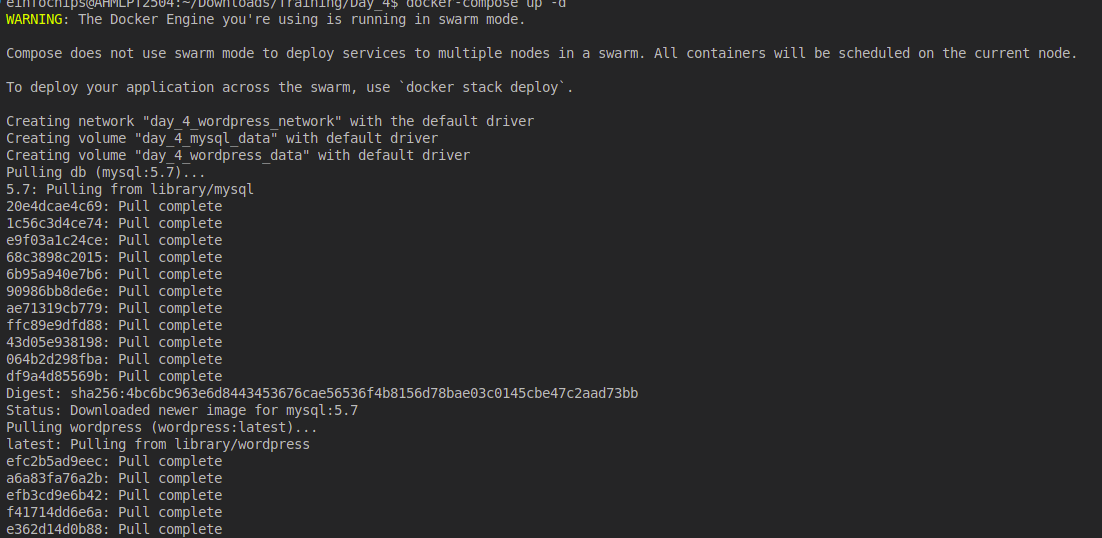 einfochips@AHMLPT2504:~/Downloads/Training/Day_4$ docker-compose up -d
WARNING: The Docker Engine you're using is in swarm mode.
Compose does not use swarm mode to deploy services to multiple nodes in a swarm. All containers will be scheduled on the current node.
To deploy your application across the swarm, use `docker stack deploy`.
Creating network "day_4_wordpress_network" with the default driver
Creating volume "day_4_mysql_data" with default driver
Creating volume "day_4_wordpress_data" with default driver
Pulling db (mysql:5.7)...
5.7: Pulling from library/mysql
20e4dcae4c69: Pull complete
1c56c3d4ce74: Pull complete
e9f03a1c24ce: Pull complete
68c3898c2015: Pull complete
6b95a940e7b6: Pull complete
90986bb8de6e: Pull complete
ae71319cb779: Pull complete
ffc89e9dfd88: Pull complete
43d05e938198: Pull complete
064b2d298fba: Pull complete
df9a4d85569b: Pull complete
Digest: sha256:4bc6bc963e6d8443453676cae56536f4b8156d78bae03c0145cbe47c2aad73bb
Status: Downloaded newer image for mysql:5.7
Pulling wordpress (wordpress:latest)...
latest: Pulling from library/wordpress
efc2b5ad9eec: Pull complete
a6a83fa76a2b: Pull complete
efb3cd9e6b42: Pull complete
f41714dd6e6a: Pull complete
e362d14d0b88: Pull complete